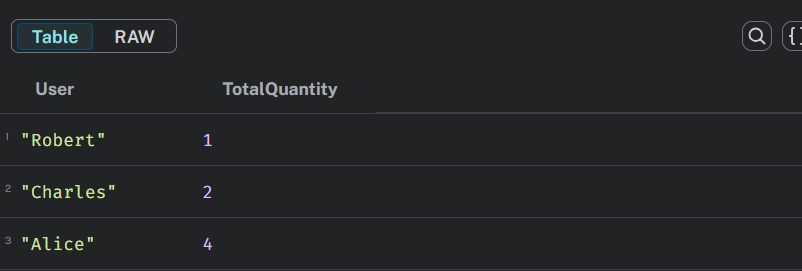 Table RAW {}
User TotalQuantity
1 "Robert" 1
2 "Charles" 2
3 "Alice" 4